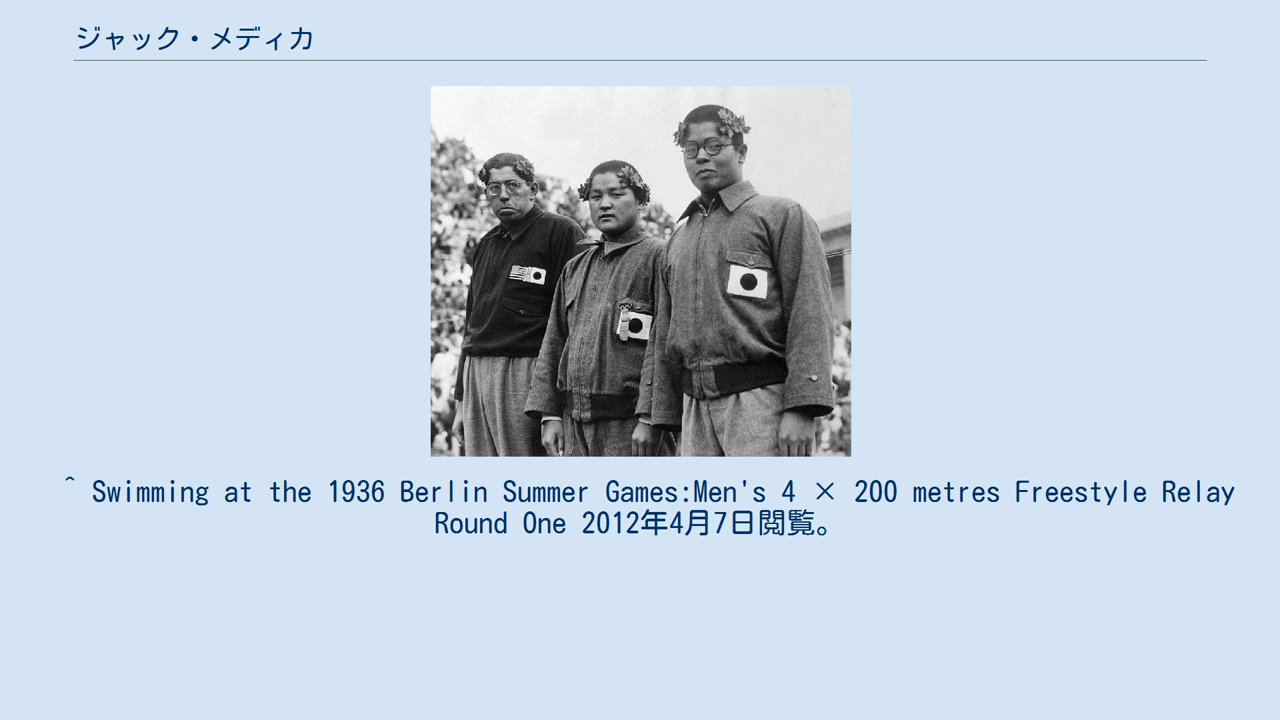 ジャック・メディカ
^ Swimming at the 1936 Berlin Summer Games:Men's 4 × 200 metres Freestyle Relay
Round One 2012年4月7日閲覧。